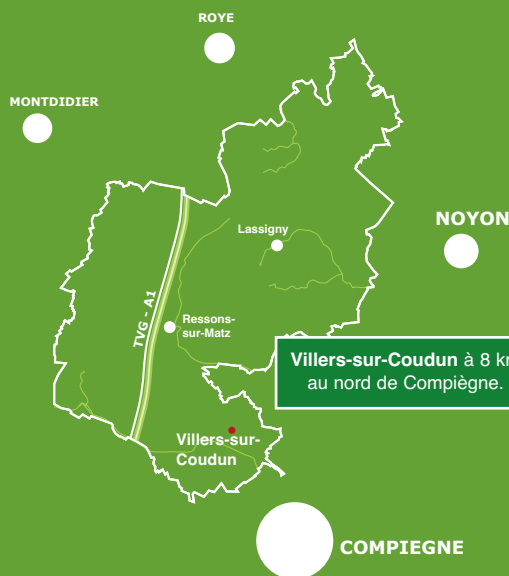 ROYE
MONTDIDIER
NOYON
Lassigny
TVG - A1
Ressons-
sur-Matz
Villers-sur-Coudun à 8 km
au nord de Compiègne.
Villers-sur-
Coudun
COMPIEGNE